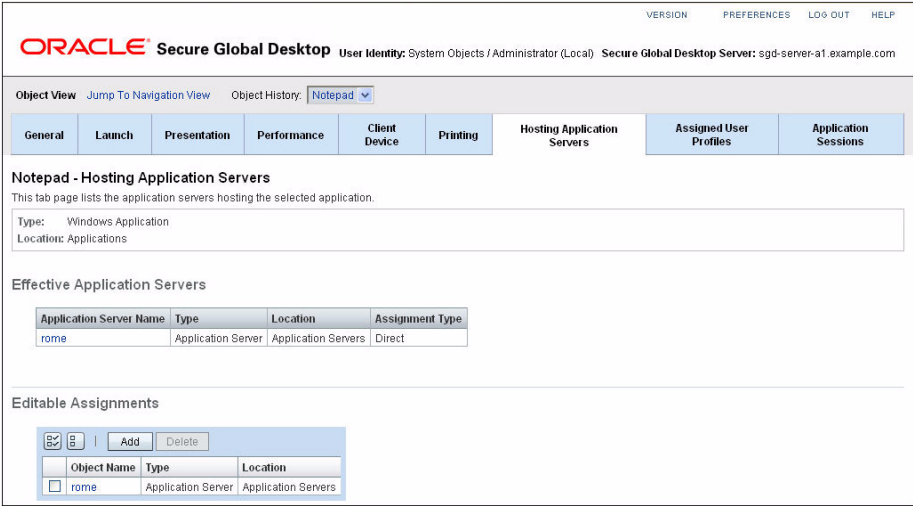 VERSION PREFERENCES LOG OUT HELP
ORACLE® Secure Global Desktop User Identity: System Objects / Administrator (Local) Secure Global Desktop Server: sgd-server-a1.example.com
Object View Jump To Navigation View Object History: Notepad
General Launch Presentation Performance Client Device Printing Hosting Application Servers Assigned User Profiles Application Sessions
Notepad - Hosting Application Servers
This tab page lists the application servers hosting the selected application.
Type: Windows Application
Location: Applications
Effective Application Servers
Application Server Name Type Location Assignment Type
rome Application Server Application Servers Direct
Editable Assignments
Add Delete
Object Name Type Location
rome Application Server Application Servers